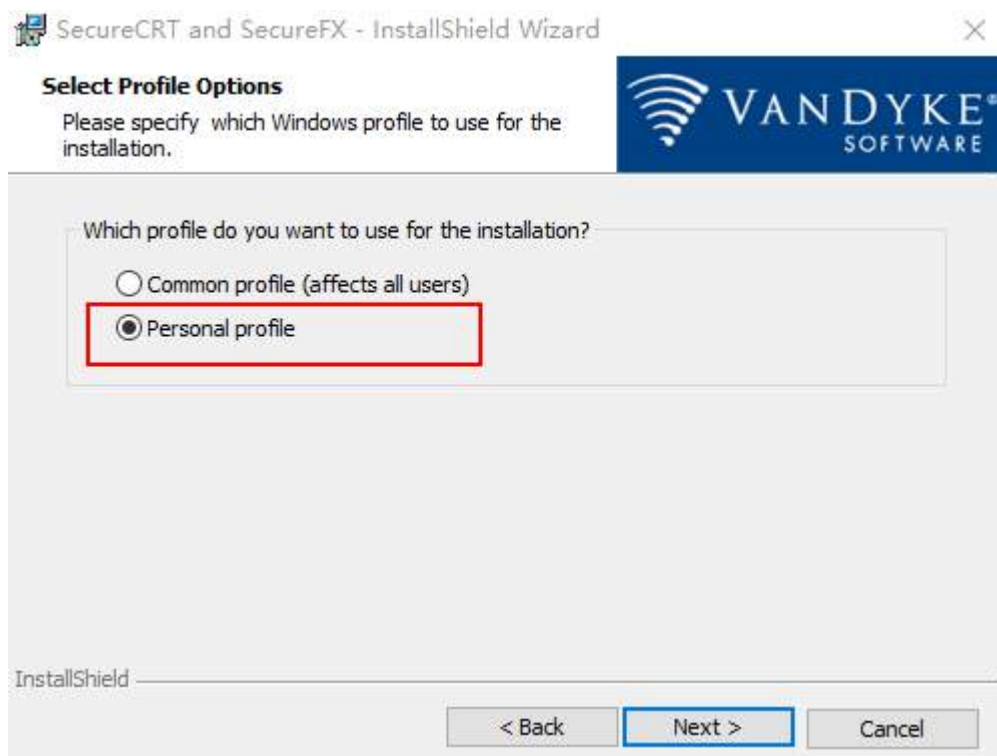 SecureCRT and SecureFX - InstallShield Wizard
Select Profile Options
Please specify which Windows profile to use for the
installation.
VANDYKE®
SOFTWARE
Which profile do you want to use for the installation?
Common profile (affects all users)
Personal profile
InstallShield
< Back
Next >
Cancel